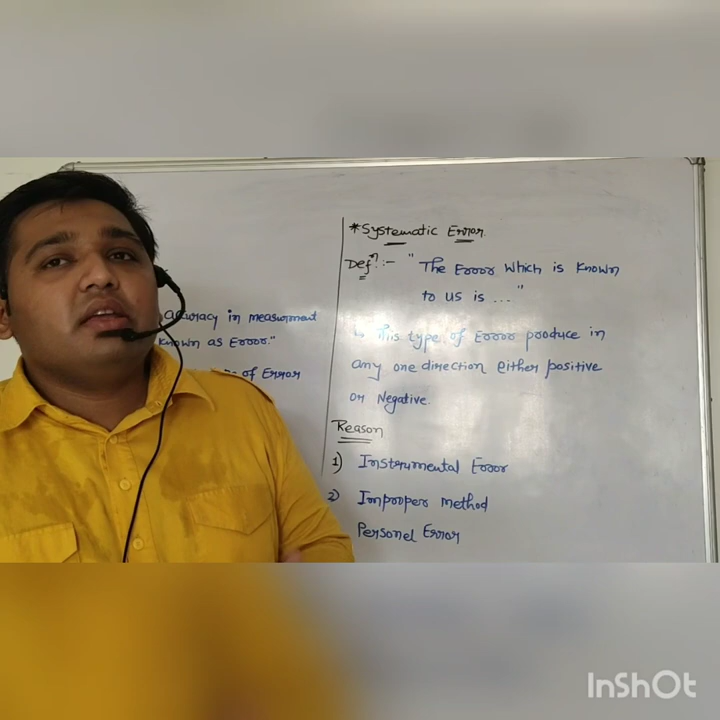 accuracy in measurment
known as Error."
of Error
*Systematic Error.
Defⁿ :- " The Error which is known
to us is ... "
↳ This type of Error produce in
any one direction either positive
or Negative.
Reason
1) Instrumental Error
2) Improper method
Personel Error
InShOt